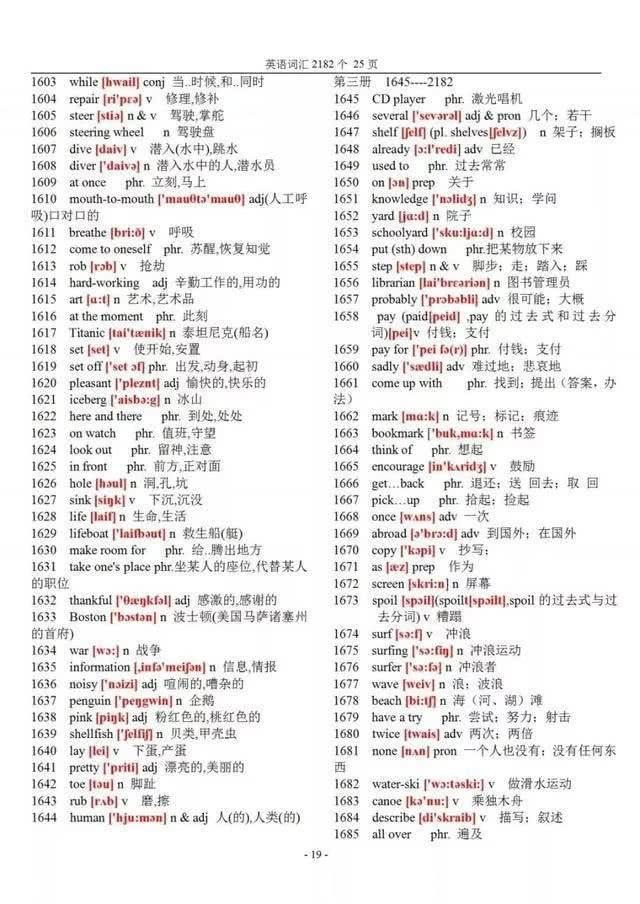 英语词汇 2182 个 25 页
1603 while [hwail] conj 当..时候,和..同时
1604 repair [ri'pɛə] v 修理,修补
1605 steer [stiə] n & v 驾驶,掌舵
1606 steering wheel n 驾驶盘
1607 dive [daiv] v 潜入(水中),跳水
1608 diver ['daivə] n 潜入水中的人,潜水员
1609 at once phr. 立刻,马上
1610 mouth-to-mouth ['mauθtə'mauθ] adj(人工呼
吸)口对口的
1611 breathe [bri:ð] v 呼吸
1612 come to oneself phr. 苏醒,恢复知觉
1613 rob [rɔb] v 抢劫
1614 hard-working adj 辛勤工作的,用功的
1615 art [ɑ:t] n 艺术,艺术品
1616 at the moment phr. 此刻
1617 Titanic [tai'tænik] n 泰坦尼克(船名)
1618 set [set] v 使开始,安置
1619 set off ['set ɔf] phr. 出发,动身,起初
1620 pleasant ['pleznt] adj 愉快的,快乐的
1621 iceberg ['aisbə:g] n 冰山
1622 here and there phr. 到处,处处
1623 on watch phr. 值班,守望
1624 look out phr. 留神,注意
1625 in front phr. 前方,正对面
1626 hole [həul] n 洞,孔,坑
1627 sink [siŋk] v 下沉,沉没
1628 life [laif] n 生命,生活
1629 lifeboat ['laifbəut] n 救生船(艇)
1630 make room for phr. 给..腾出地方
1631 take one's place phr.坐某人的座位,代替某人
的职位
1632 thankful ['θæŋkfəl] adj 感激的,感谢的
1633 Boston ['bɔstən] n 波士顿(美国马萨诸塞州
的首府)
1634 war [wɔ:] n 战争
1635 information [,infə'meiʃən] n 信息,情报
1636 noisy ['nɔizi] adj 喧闹的,嘈杂的
1637 penguin ['peŋgwin] n 企鹅
1638 pink [piŋk] adj 粉红色的,桃红色的
1639 shellfish ['ʃelfiʃ] n 贝类,甲壳虫
1640 lay [lei] v 下蛋,产蛋
1641 pretty ['priti] adj 漂亮的,美丽的
1642 toe [təu] n 脚趾
1643 rub [rʌb] v 磨,擦
1644 human ['hju:mən] n & adj 人(的),人类(的)
第三册 1645----2182
1645 CD player phr. 激光唱机
1646 several ['sevərəl] adj & pron 几个；若干
1647 shelf [ʃelf] (pl. shelves[ʃelvz]) n 架子；搁板
1648 already [ɔ:l'redi] adv 已经
1649 used to phr. 过去常常
1650 on [ɔn] prep 关于
1651 knowledge ['nɔlidʒ] n 知识；学问
1652 yard [jɑ:d] n 院子
1653 schoolyard ['sku:ljɑ:d] n 校园
1654 put (sth) down phr.把某物放下来
1655 step [step] n & v 脚步；走；踏入；踩
1656 librarian [lai'brɛəriən] n 图书管理员
1657 probably ['prɔbəbli] adv 很可能；大概
1658 pay (paid[peid] ,pay 的过去式和过去分
词)[pei]v 付钱；支付
1659 pay for ['pei fə(r)] phr. 付钱；支付
1660 sadly ['sædli] adv 难过地；悲哀地
1661 come up with phr. 找到；提出（答案，办
法）
1662 mark [mɑ:k] n 记号；标记；痕迹
1663 bookmark ['buk,mɑ:k] n 书签
1664 think of phr. 想起
1665 encourage [in'kʌridʒ] v 鼓励
1666 get…back phr. 退还；送 回去；取 回
1667 pick…up phr. 拾起；捡起
1668 once [wʌns] adv 一次
1669 abroad [ə'brɔ:d] adv 到国外；在国外
1670 copy ['kɔpi] v 抄写；
1671 as [æz] prep 作为
1672 screen [skri:n] n 屏幕
1673 spoil [spɔil](spoilt[spɔilt],spoil 的过去式与过
去分词) v 糟蹋
1674 surf [sə:f] v 冲浪
1675 surfing ['sə:fiŋ] n 冲浪运动
1676 surfer ['sə:fə] n 冲浪者
1677 wave [weiv] n 浪；波浪
1678 beach [bi:tʃ] n 海（河、湖）滩
1679 have a try phr. 尝试；努力；射击
1680 twice [twais] adv 两次；两倍
1681 none [nʌn] pron 一个人也没有；没有任何东
西
1682 water-ski ['wɔ:təski:] v 做滑水运动
1683 canoe [kə'nu:] v 乘独木舟
1684 describe [di'skraib] v 描写；叙述
1685 all over phr. 遍及
- 19 -